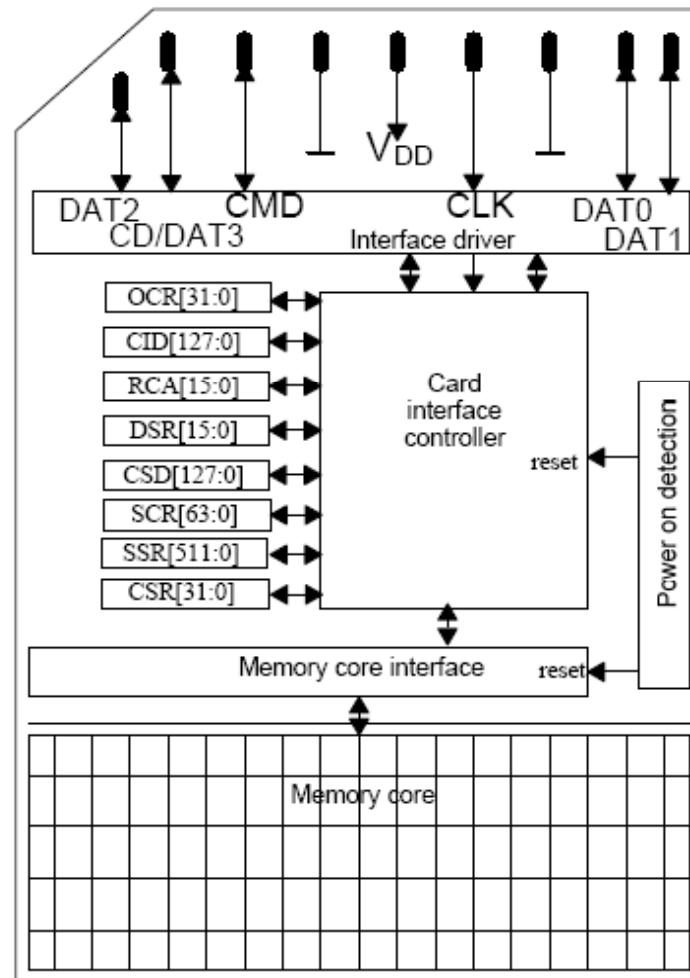 VDD
DAT2 CMD CLK DAT0
CD/DAT3 Interface driver DAT1
OCR[31:0]
CID[127:0]
RCA[15:0]
DSR[15:0]
CSD[127:0]
SCR[63:0]
SSR[511:0]
CSR[31:0]
Card
interface
controller
reset
Power on detection
Memory core interface
reset
Memory core